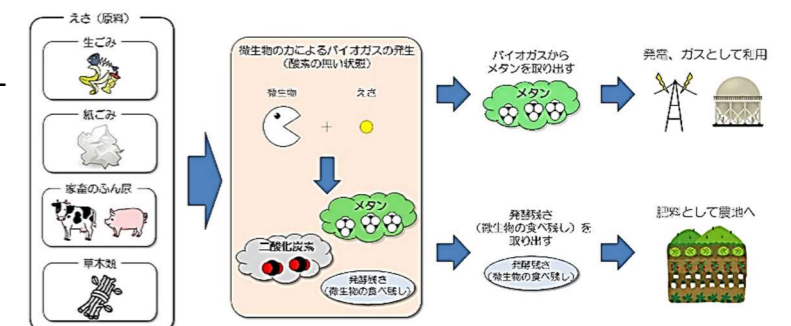 えさ（原料）
生ごみ
紙ごみ
家畜のふん尿
草木類
微生物の力によるバイオガスの発生
（酸素の無い状態）
微生物
えさ
+
メタン
二酸化炭素
発酵残さ
（微生物の食べ残し）
バイオガスから
メタンを取り出す
メタン
発電、ガスとして利用
発酵残さ
（微生物の食べ残し）を
取り出す
発酵残さ
（微生物の食べ残し）
肥料として農地へ